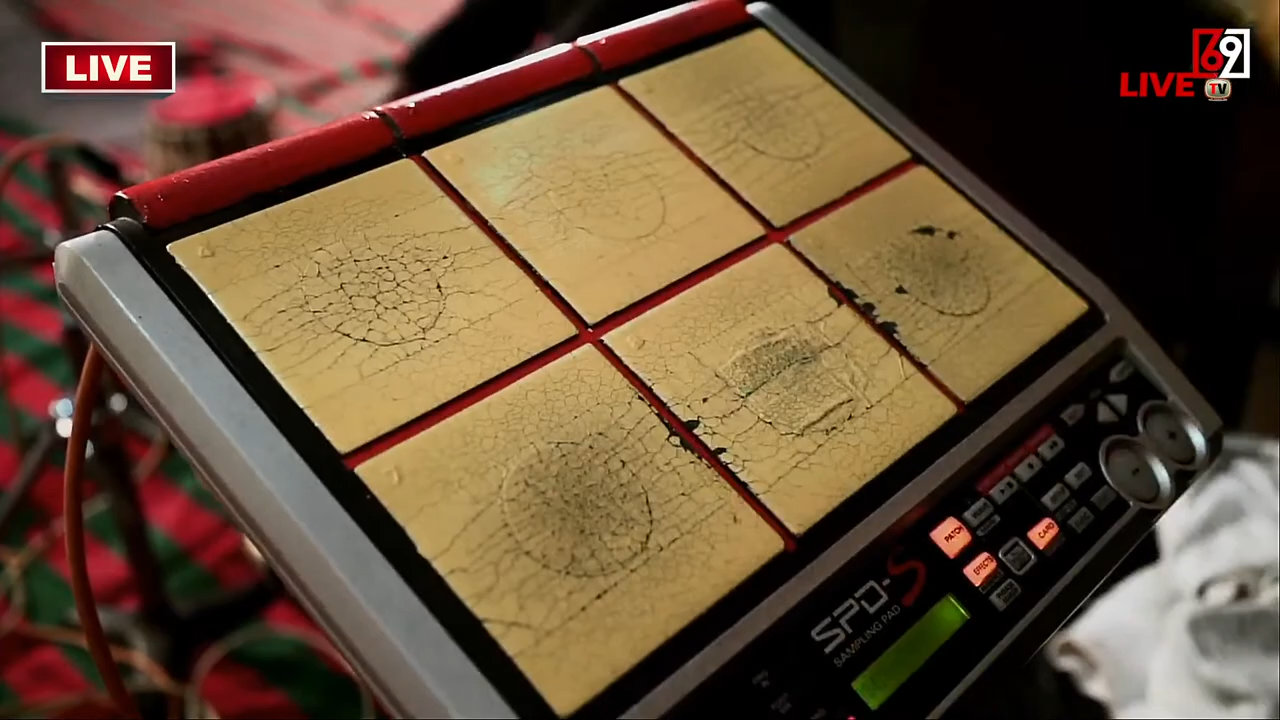 LIVE
69
LIVE TV
PATCH
CARD
EFFECTS
SPD-S
SAMPLING PAD